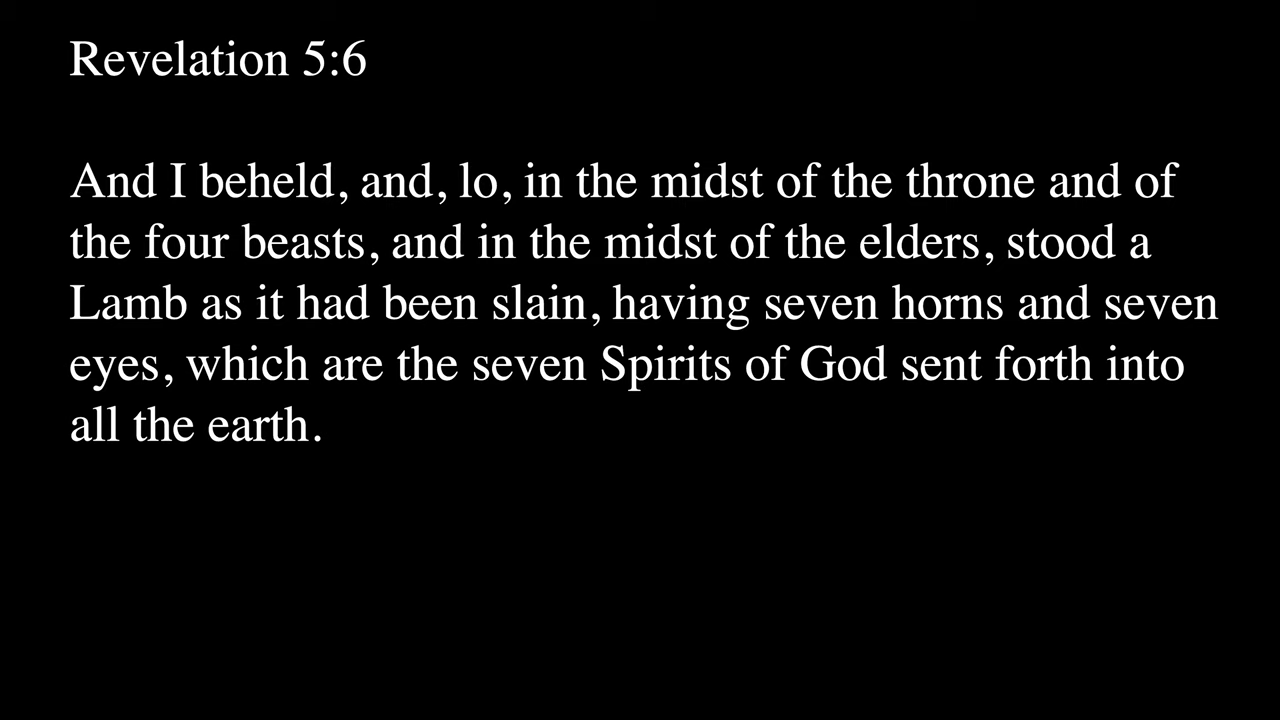 Revelation 5:6
And I beheld, and, lo, in the midst of the throne and of
the four beasts, and in the midst of the elders, stood a
Lamb as it had been slain, having seven horns and seven
eyes, which are the seven Spirits of God sent forth into
all the earth.